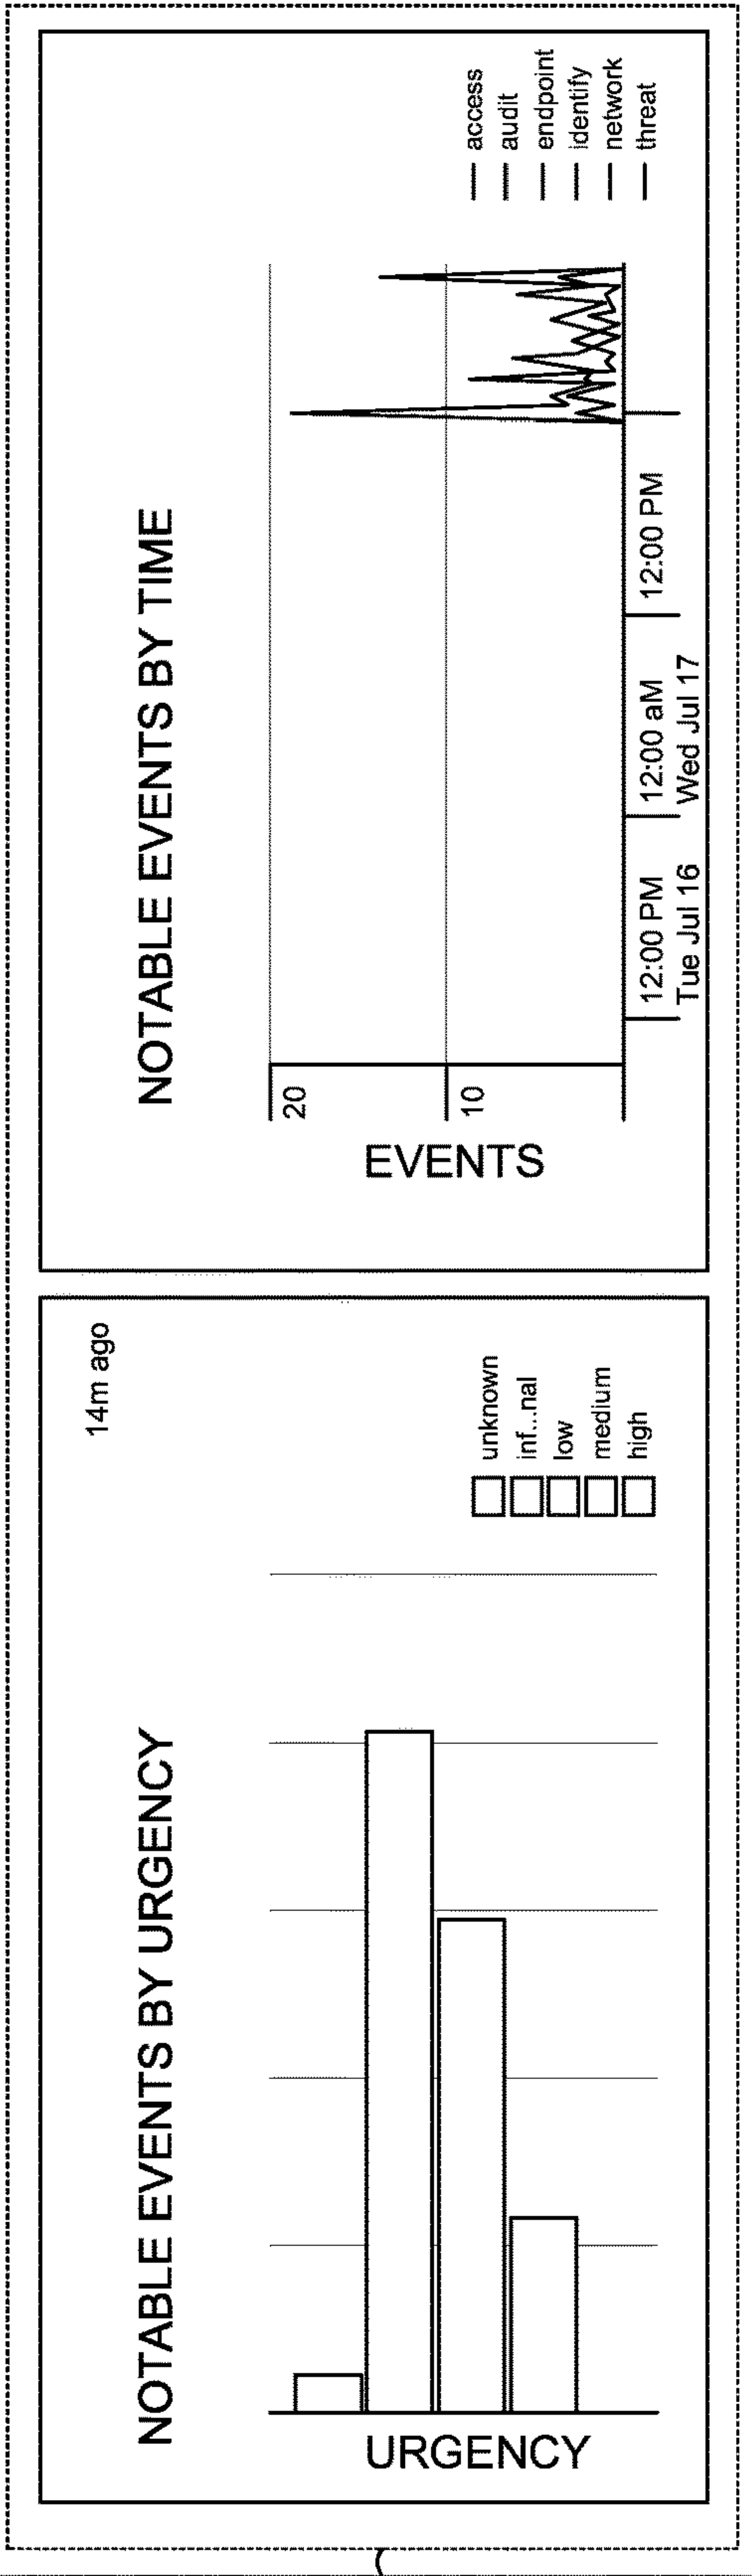 NOTABLE EVENTS BY URGENCY
14m ago
URGENCY
unknown
inf...nal
low
medium
high
NOTABLE EVENTS BY TIME
EVENTS
20
10
12:00 PM
Tue Jul 16
12:00 aM
Wed Jul 17
12:00 PM
access
audit
endpoint
identify
network
threat